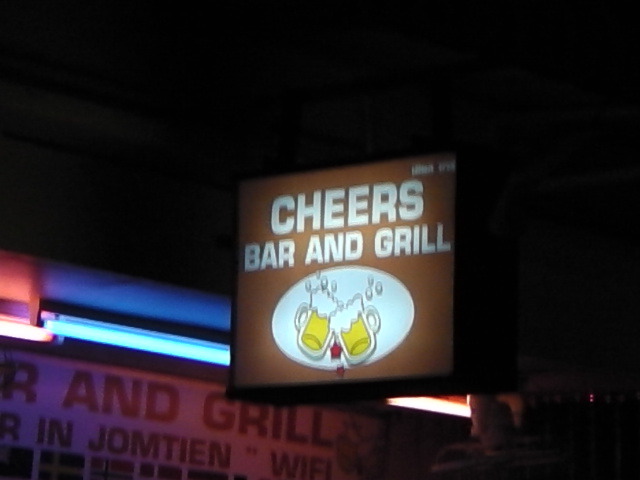 CHEERS
BAR AND GRILL
R AND GRILL
R IN JOMTIEN " WIFI